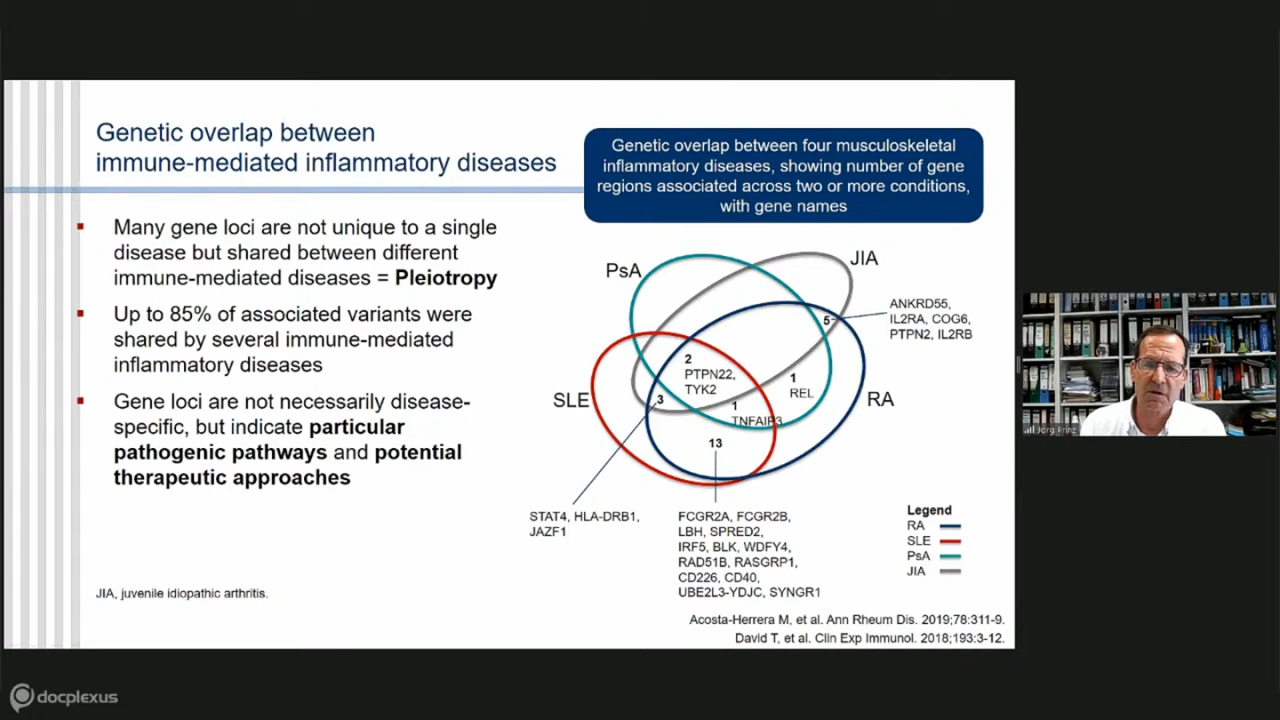 Genetic overlap between
immune-mediated inflammatory diseases
▪ Many gene loci are not unique to a single
disease but shared between different
immune-mediated diseases = Pleiotropy
▪ Up to 85% of associated variants were
shared by several immune-mediated
inflammatory diseases
▪ Gene loci are not necessarily disease-
specific, but indicate particular
pathogenic pathways and potential
therapeutic approaches
JIA, juvenile idiopathic arthritis.
Genetic overlap between four musculoskeletal
inflammatory diseases, showing number of gene
regions associated across two or more conditions,
with gene names
PsA
JIA
SLE
RA
5
ANKRD55,
IL2RA, COG6,
PTPN2, IL2RB
2
PTPN22,
TYK2
1
REL
3
1
TNFAIP3
13
STAT4, HLA-DRB1,
JAZF1
FCGR2A, FCGR2B,
LBH, SPRED2,
IRF5, BLK, WDFY4,
RAD51B, RASGRP1,
CD226, CD40,
UBE2L3-YDJC, SYNGR1
Legend
RA
SLE
PsA
JIA
Acosta-Herrera M, et al. Ann Rheum Dis. 2019;78:311-9.
David T, et al. Clin Exp Immunol. 2018;193:3-12.
Jörg Prinz
docplexus